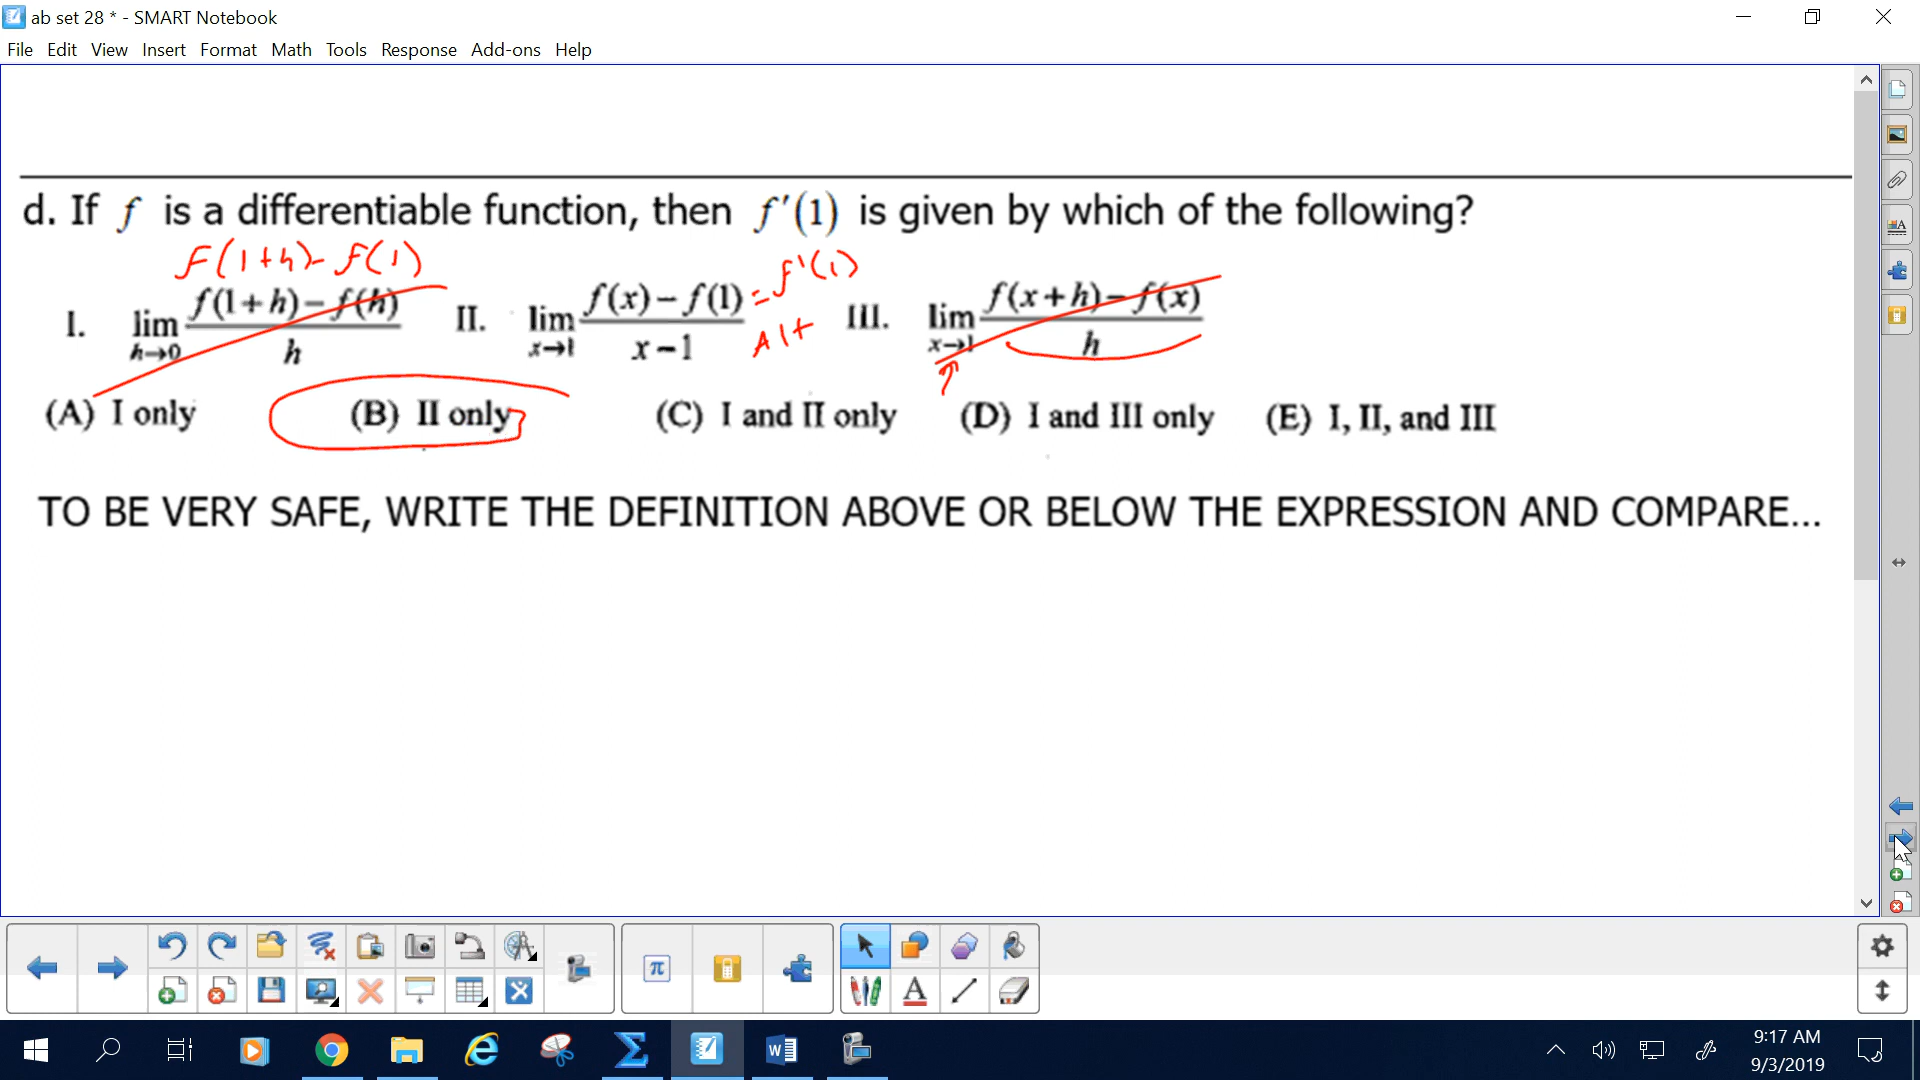 ab set 28 * - SMART Notebook
File Edit View Insert Format Math Tools Response Add-ons Help
d. If f is a differentiable function, then f′(1) is given by which of the following?
F(1+h)-f(1)
I. lim h→0 f(1+h)−f(h) / h II. lim x→1 f(x)−f(1) / x−1 =f'(1) Alt III. lim x→1 f(x+h)−f(x) / h
(A) I only (B) II only (C) I and II only (D) I and III only (E) I, II, and III
TO BE VERY SAFE, WRITE THE DEFINITION ABOVE OR BELOW THE EXPRESSION AND COMPARE...
9:17 AM
9/3/2019